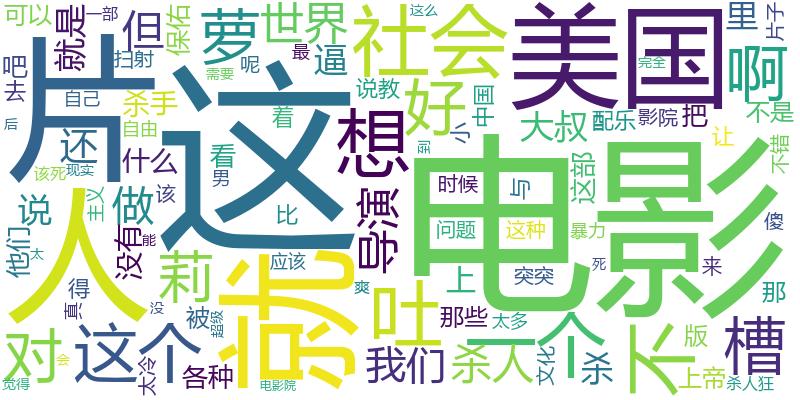 可以
就是
一部
但
保佑
萝
世界
这么
社会
美国
里
片子
吧
扫射
片
呢
最
逼
完全
啊
去
自己
杀手
需要
这
着
说教
好
中国
影院
把
不是
后
还
自由
想
小
大叔
配乐
让
不错
该死
现实
什么
看
男
到
电影
说
主义
人
做
该
比
导演
时候
与
这部
问题
这种
暴力
傻
他们
太
没有
能
莉
应该
就
爽
上
突突
死
来
那
真
得
没
被
超级
吐
那些
太多
一个
不
版
槽
对
这个
会
觉得
太冷
各种
电影院
我们
杀人
文化
杀
上帝
杀人狂